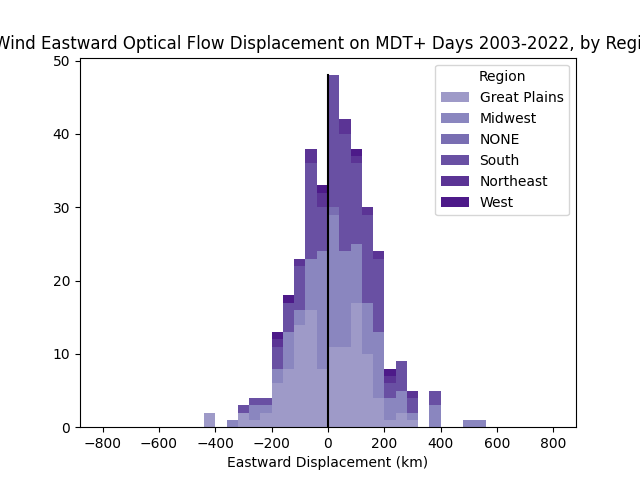 Wind Eastward Optical Flow Displacement on MDT+ Days 2003-2022, by Regi
50
40
30
20
10
0
Region
Great Plains
Midwest
NONE
South
Northeast
West
−800 −600 −400 −200 0 200 400 600 800
Eastward Displacement (km)